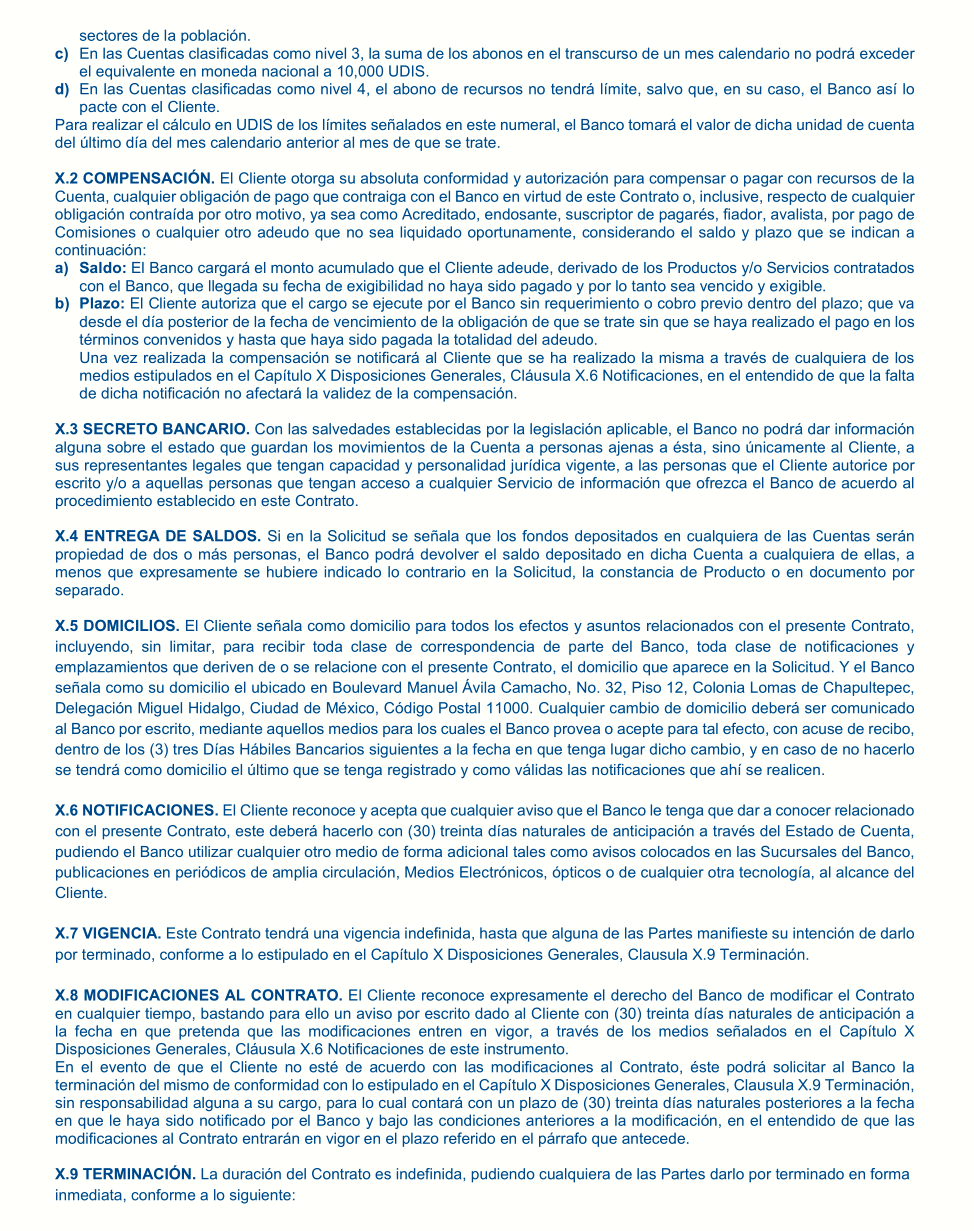 sectores de la población.
c) En las Cuentas clasificadas como nivel 3, la suma de los abonos en el transcurso de un mes calendario no podrá exceder
el equivalente en moneda nacional a 10,000 UDIS.
d) En las Cuentas clasificadas como nivel 4, el abono de recursos no tendrá límite, salvo que, en su caso, el Banco así lo
pacte con el Cliente.
Para realizar el cálculo en UDIS de los límites señalados en este numeral, el Banco tomará el valor de dicha unidad de cuenta
del último día del mes calendario anterior al mes de que se trate.
X.2 COMPENSACIÓN. El Cliente otorga su absoluta conformidad y autorización para compensar o pagar con recursos de la
Cuenta, cualquier obligación de pago que contraiga con el Banco en virtud de este Contrato o, inclusive, respecto de cualquier
obligación contraída por otro motivo, ya sea como Acreditado, endosante, suscriptor de pagarés, fiador, avalista, por pago de
Comisiones o cualquier otro adeudo que no sea liquidado oportunamente, considerando el saldo y plazo que se indican a
continuación:
a) Saldo: El Banco cargará el monto acumulado que el Cliente adeude, derivado de los Productos y/o Servicios contratados
con el Banco, que llegada su fecha de exigibilidad no haya sido pagado y por lo tanto sea vencido y exigible.
b) Plazo: El Cliente autoriza que el cargo se ejecute por el Banco sin requerimiento o cobro previo dentro del plazo; que va
desde el día posterior de la fecha de vencimiento de la obligación de que se trate sin que se haya realizado el pago en los
términos convenidos y hasta que haya sido pagada la totalidad del adeudo.
Una vez realizada la compensación se notificará al Cliente que se ha realizado la misma a través de cualquiera de los
medios estipulados en el Capítulo X Disposiciones Generales, Cláusula X.6 Notificaciones, en el entendido de que la falta
de dicha notificación no afectará la validez de la compensación.
X.3 SECRETO BANCARIO. Con las salvedades establecidas por la legislación aplicable, el Banco no podrá dar información
alguna sobre el estado que guardan los movimientos de la Cuenta a personas ajenas a ésta, sino únicamente al Cliente, a
sus representantes legales que tengan capacidad y personalidad jurídica vigente, a las personas que el Cliente autorice por
escrito y/o a aquellas personas que tengan acceso a cualquier Servicio de información que ofrezca el Banco de acuerdo al
procedimiento establecido en este Contrato.
X.4 ENTREGA DE SALDOS. Si en la Solicitud se señala que los fondos depositados en cualquiera de las Cuentas serán
propiedad de dos o más personas, el Banco podrá devolver el saldo depositado en dicha Cuenta a cualquiera de ellas, a
menos que expresamente se hubiere indicado lo contrario en la Solicitud, la constancia de Producto o en documento por
separado.
X.5 DOMICILIOS. El Cliente señala como domicilio para todos los efectos y asuntos relacionados con el presente Contrato,
incluyendo, sin limitar, para recibir toda clase de correspondencia de parte del Banco, toda clase de notificaciones y
emplazamientos que deriven de o se relacione con el presente Contrato, el domicilio que aparece en la Solicitud. Y el Banco
señala como su domicilio el ubicado en Boulevard Manuel Ávila Camacho, No. 32, Piso 12, Colonia Lomas de Chapultepec,
Delegación Miguel Hidalgo, Ciudad de México, Código Postal 11000. Cualquier cambio de domicilio deberá ser comunicado
al Banco por escrito, mediante aquellos medios para los cuales el Banco provea o acepte para tal efecto, con acuse de recibo,
dentro de los (3) tres Días Hábiles Bancarios siguientes a la fecha en que tenga lugar dicho cambio, y en caso de no hacerlo
se tendrá como domicilio el último que se tenga registrado y como válidas las notificaciones que ahí se realicen.
X.6 NOTIFICACIONES. El Cliente reconoce y acepta que cualquier aviso que el Banco le tenga que dar a conocer relacionado
con el presente Contrato, este deberá hacerlo con (30) treinta días naturales de anticipación a través del Estado de Cuenta,
pudiendo el Banco utilizar cualquier otro medio de forma adicional tales como avisos colocados en las Sucursales del Banco,
publicaciones en periódicos de amplia circulación, Medios Electrónicos, ópticos o de cualquier otra tecnología, al alcance del
Cliente.
X.7 VIGENCIA. Este Contrato tendrá una vigencia indefinida, hasta que alguna de las Partes manifieste su intención de darlo
por terminado, conforme a lo estipulado en el Capítulo X Disposiciones Generales, Clausula X.9 Terminación.
X.8 MODIFICACIONES AL CONTRATO. El Cliente reconoce expresamente el derecho del Banco de modificar el Contrato
en cualquier tiempo, bastando para ello un aviso por escrito dado al Cliente con (30) treinta días naturales de anticipación a
la fecha en que pretenda que las modificaciones entren en vigor, a través de los medios señalados en el Capítulo X
Disposiciones Generales, Cláusula X.6 Notificaciones de este instrumento.
En el evento de que el Cliente no esté de acuerdo con las modificaciones al Contrato, éste podrá solicitar al Banco la
terminación del mismo de conformidad con lo estipulado en el Capítulo X Disposiciones Generales, Clausula X.9 Terminación,
sin responsabilidad alguna a su cargo, para lo cual contará con un plazo de (30) treinta días naturales posteriores a la fecha
en que le haya sido notificado por el Banco y bajo las condiciones anteriores a la modificación, en el entendido de que las
modificaciones al Contrato entrarán en vigor en el plazo referido en el párrafo que antecede.
X.9 TERMINACIÓN. La duración del Contrato es indefinida, pudiendo cualquiera de las Partes darlo por terminado en forma
inmediata, conforme a lo siguiente: